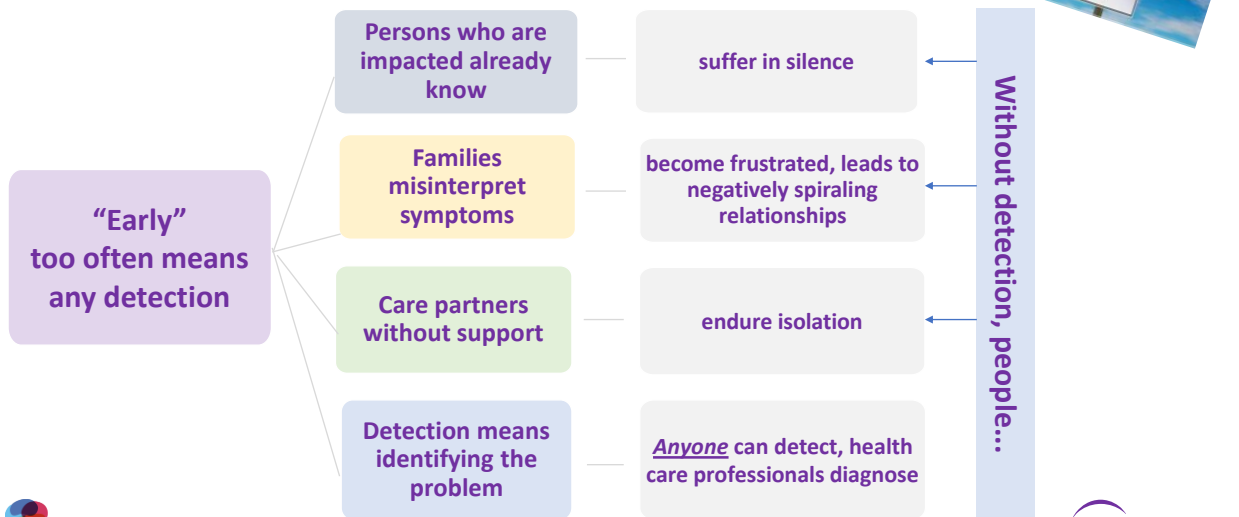 “Early”
too often means
any detection
Persons who are
impacted already
know
suffer in silence
Families
misinterpret
symptoms
become frustrated, leads to
negatively spiraling
relationships
Care partners
without support
endure isolation
Detection means
identifying the
problem
Anyone can detect, health
care professionals diagnose
Without detection, people...